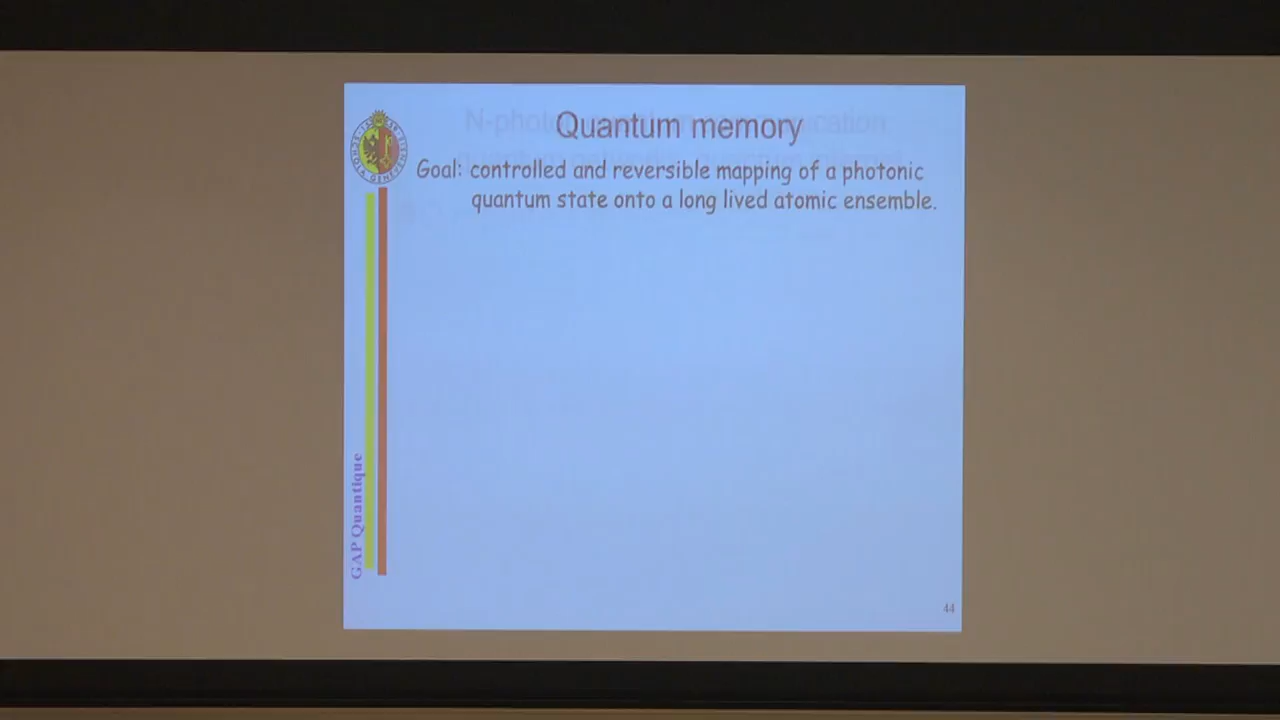 Quantum memory
Goal: controlled and reversible mapping of a photonic
quantum state onto a long lived atomic ensemble.
GAP Quantique
44